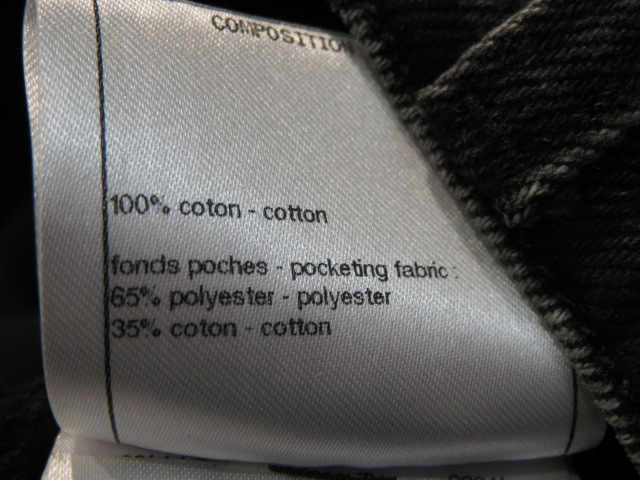 COMPOSITION
100% coton - cotton
fonds poches - pocketing fabric :
65% polyester - polyester
35% coton - cotton